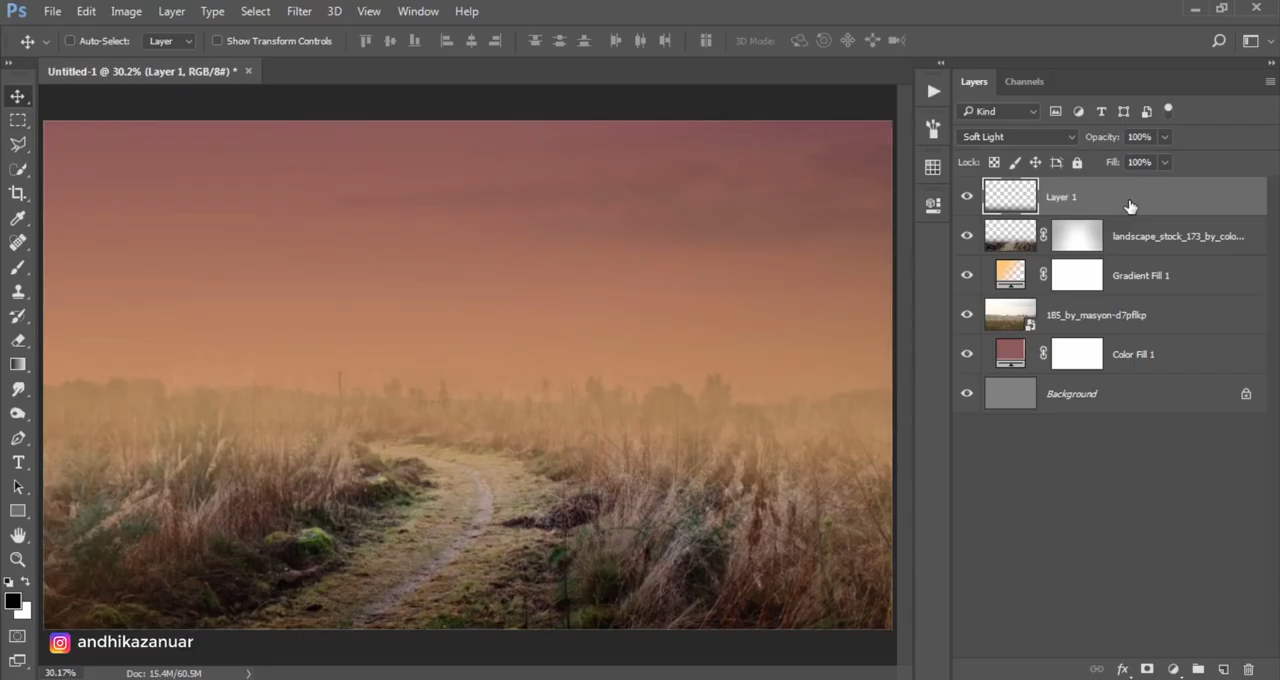 Ps File Edit Image Layer Type Select Filter 3D View Window Help
Auto-Select: Layer Show Transform Controls 3D Mode:
Untitled-1 @ 30.2% (Layer 1, RGB/8#) *
Layers Channels
Kind
Soft Light Opacity: 100%
Lock: Fill: 100%
Layer 1
landscape_stock_173_by_colo...
Gradient Fill 1
185_by_masyon-d7pflkp
Color Fill 1
Background
andhikazanuar
30.17% Doc: 15.4M/60.5M